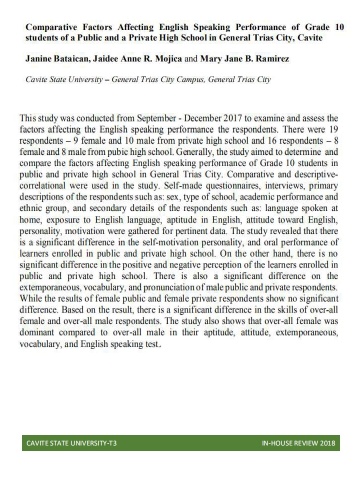 Comparative Factors Affecting English Speaking Performance of Grade 10
students of a Public and a Private High School in General Trias City, Cavite
Janine Bataican, Jaidee Anne R. Mojica and Mary Jane B. Ramirez
Cavite State University – General Trias City Campus, General Trias City
This study was conducted from September - December 2017 to examine and assess the
factors affecting the English speaking performance the respondents. There were 19
respondents – 9 female and 10 male from private high school and 16 respondents – 8
female and 8 male from pubic high school. Generally, the study aimed to determine and
compare the factors affecting English speaking performance of Grade 10 students in
public and private high school in General Trias City. Comparative and descriptive-
correlational were used in the study. Self-made questionnaires, interviews, primary
descriptions of the respondents such as: sex, type of school, academic performance and
ethnic group, and secondary details of the respondents such as: language spoken at
home, exposure to English language, aptitude in English, attitude toward English,
personality, motivation were gathered for pertinent data. The study revealed that there
is a significant difference in the self-motivation personality, and oral performance of
learners enrolled in public and private high school. On the other hand, there is no
significant difference in the positive and negative perception of the learners enrolled in
public and private high school. There is also a significant difference on the
extemporaneous, vocabulary, and pronunciation of male public and private respondents.
While the results of female public and female private respondents show no significant
difference. Based on the result, there is a significant difference in the skills of over-all
female and over-all male respondents. The study also shows that over-all female was
dominant compared to over-all male in their aptitude, attitude, extemporaneous,
vocabulary, and English speaking test.
CAVITE STATE UNIVERSITY-T3 IN-HOUSE REVIEW 2018